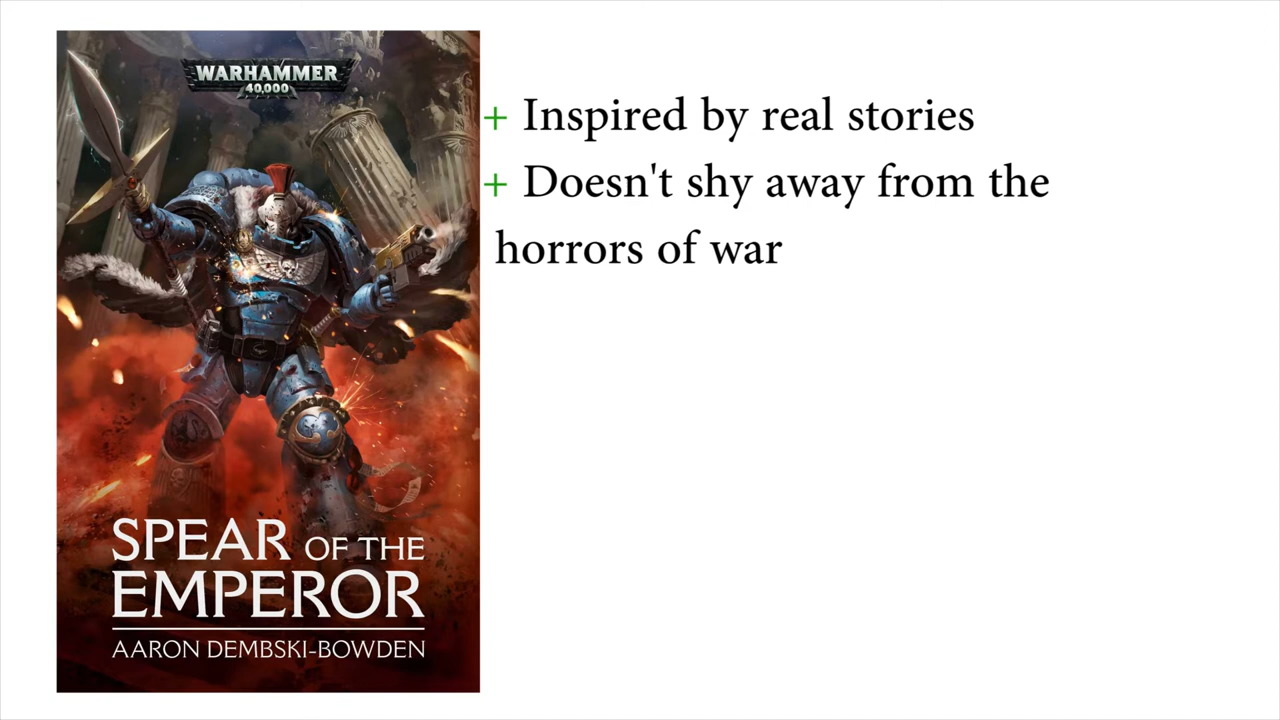 WARHAMMER
40,000
SPEAR OF THE
EMPEROR
AARON DEMBSKI-BOWDEN
+ Inspired by real stories
+ Doesn't shy away from the
horrors of war